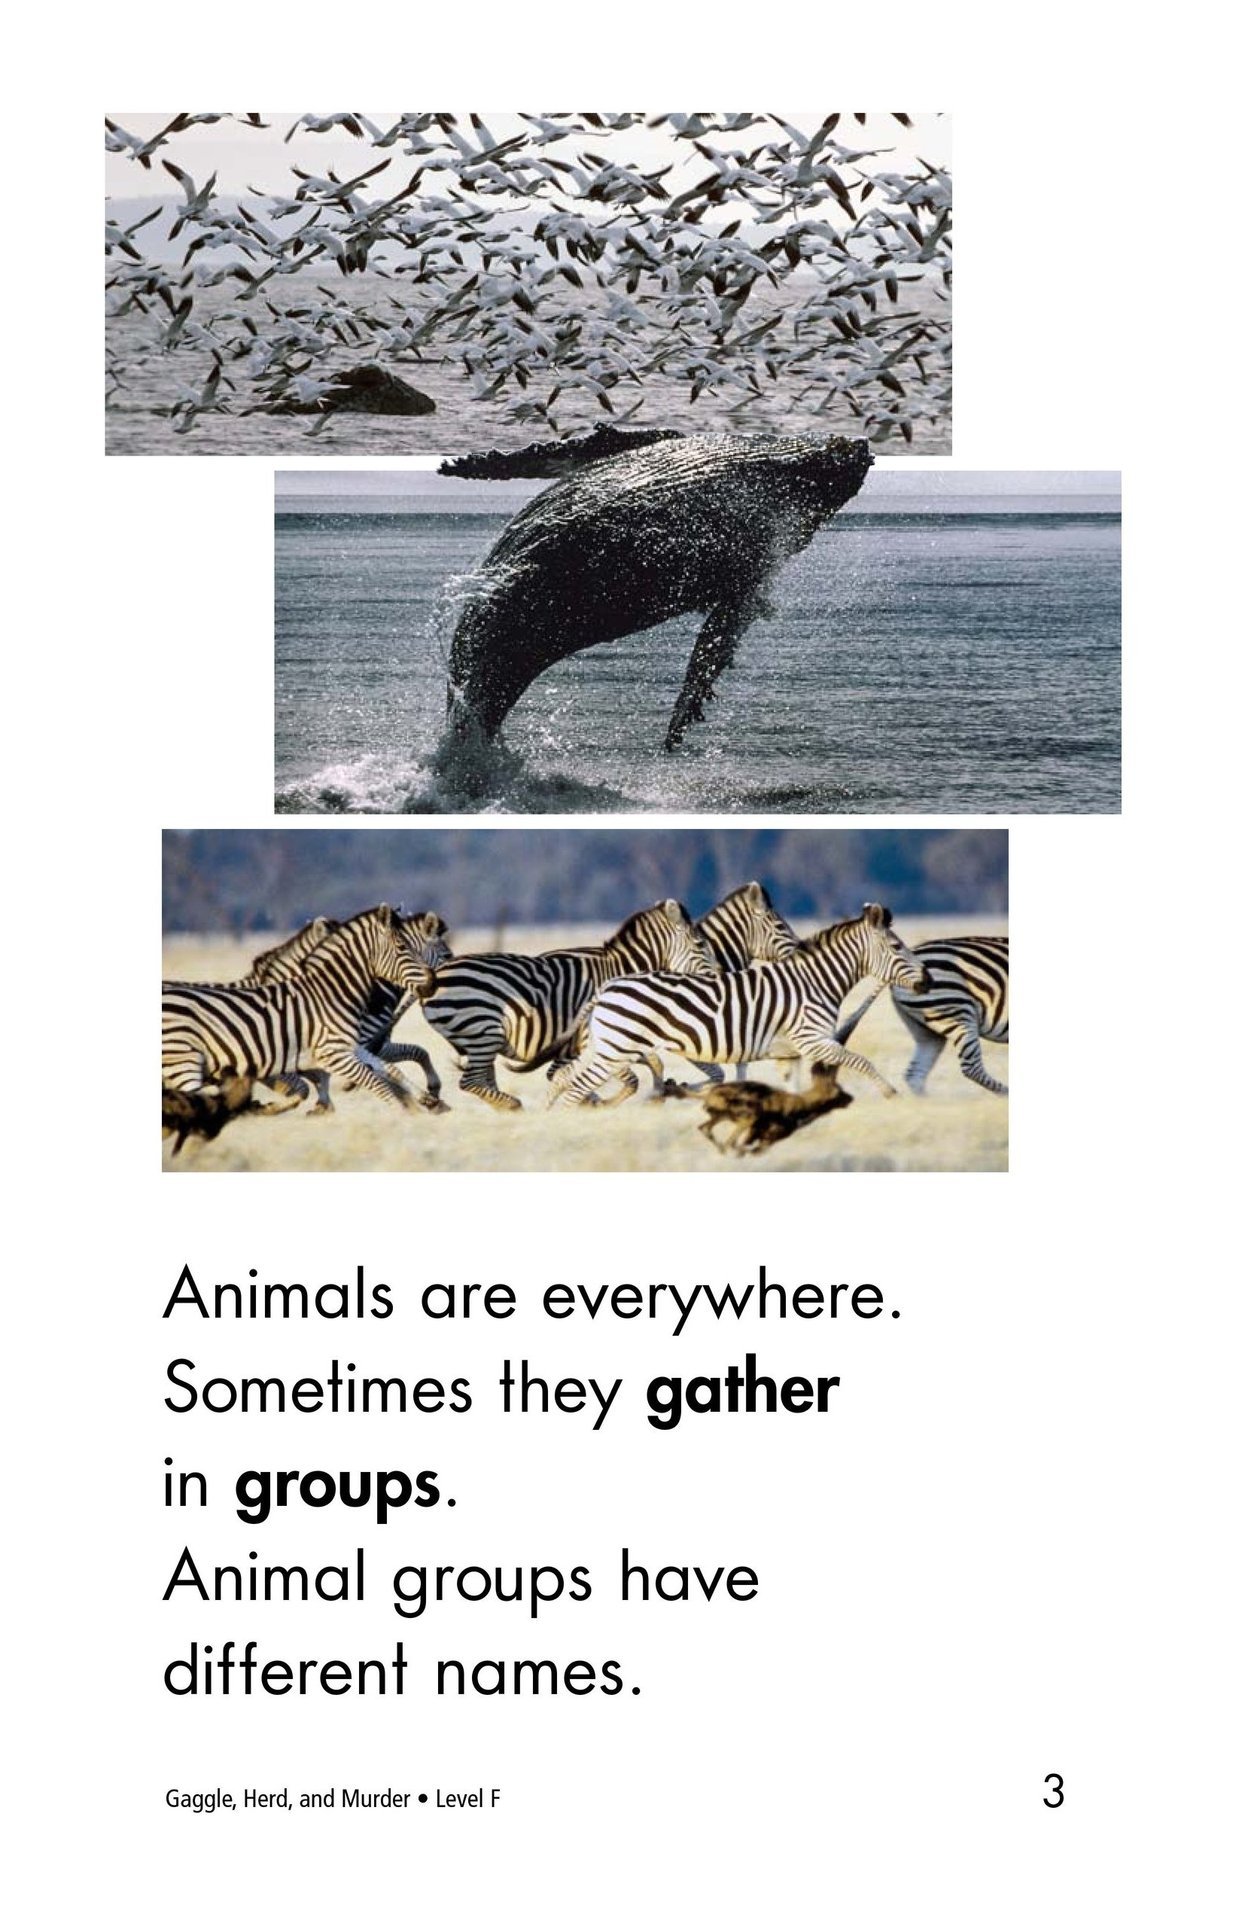 Animals are everywhere.
Sometimes they gather
in groups.
Animal groups have
different names.
Gaggle, Herd, and Murder • Level F
3